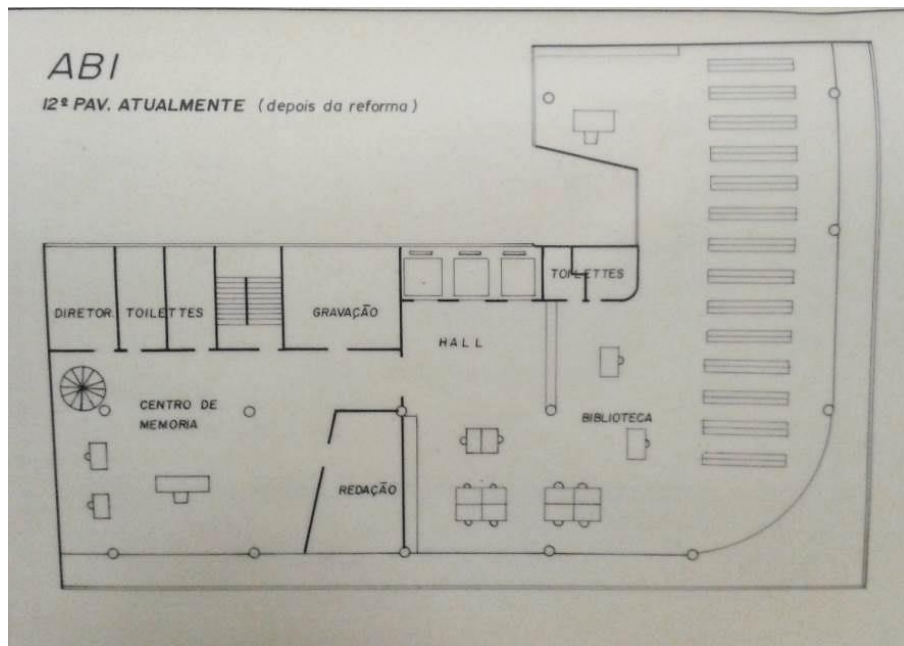 ABI
12º PAV. ATUALMENTE (depois da reforma)
TOILETTES
DIRETOR. TOILETTES
GRAVAÇÃO
HALL
CENTRO DE
MEMORIA
BIBLIOTECA
REDAÇÃO